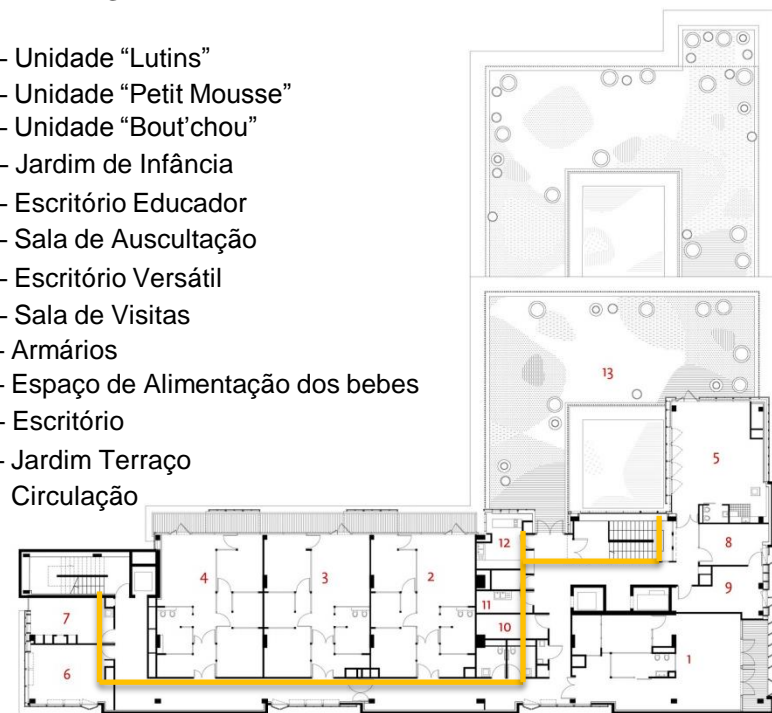 – Unidade “Lutins”
– Unidade “Petit Mousse”
– Unidade “Bout’chou”
– Jardim de Infância
– Escritório Educador
– Sala de Auscultação
– Escritório Versátil
– Sala de Visitas
– Armários
– Espaço de Alimentação dos bebes
– Escritório
– Jardim Terraço
Circulação
13
5
12
8
4
3
2
11
9
7
10
6
1